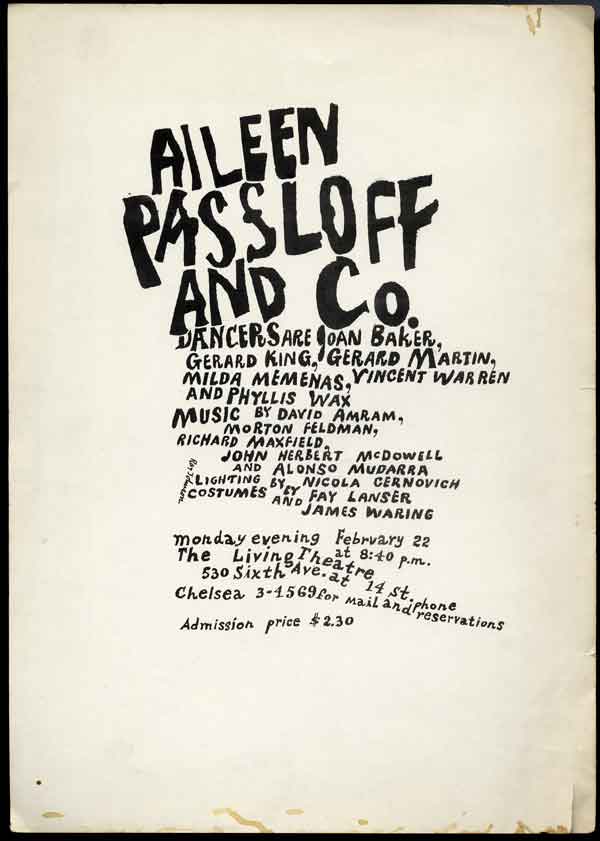 AILEEN
PASSLOFF
AND CO.
DANCERS ARE JOAN BAKER,
GERARD KING, GERARD MARTIN,
MILDA MEMENAS, VINCENT WARREN
AND PHYLLIS WAX
MUSIC BY DAVID AMRAM,
MORTON FELDMAN,
RICHARD MAXFIELD,
JOHN HERBERT MCDOWELL
AND ALONSO MUDARRA
LIGHTING BY NICOLA CERNOVICH
COSTUMES BY FAY LANSER
AND JAMES WARING
Ray Johnson
monday evening February 22
The Living Theatre at 8:40 p.m.
530 Sixth Ave. at 14 St.
Chelsea 3-4569 for mail and phone reservations
Admission price $2.30